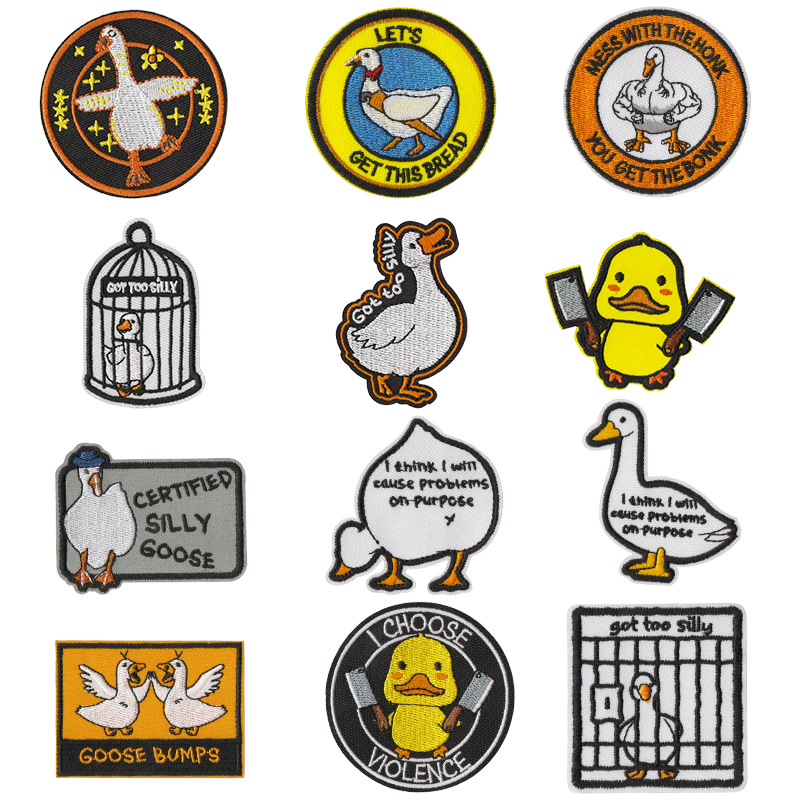 LET'S
GET THIS BREAD
MESS WITH THE HONK
YOU GET THE BONK
GOT TOO SILLY
Got too silly
CERTIFIED
SILLY
GOOSE
I think I will
cause problems
on purpose
I think I will
cause problems
on purpose
GOOSE BUMPS
I CHOOSE
VIOLENCE
got too silly